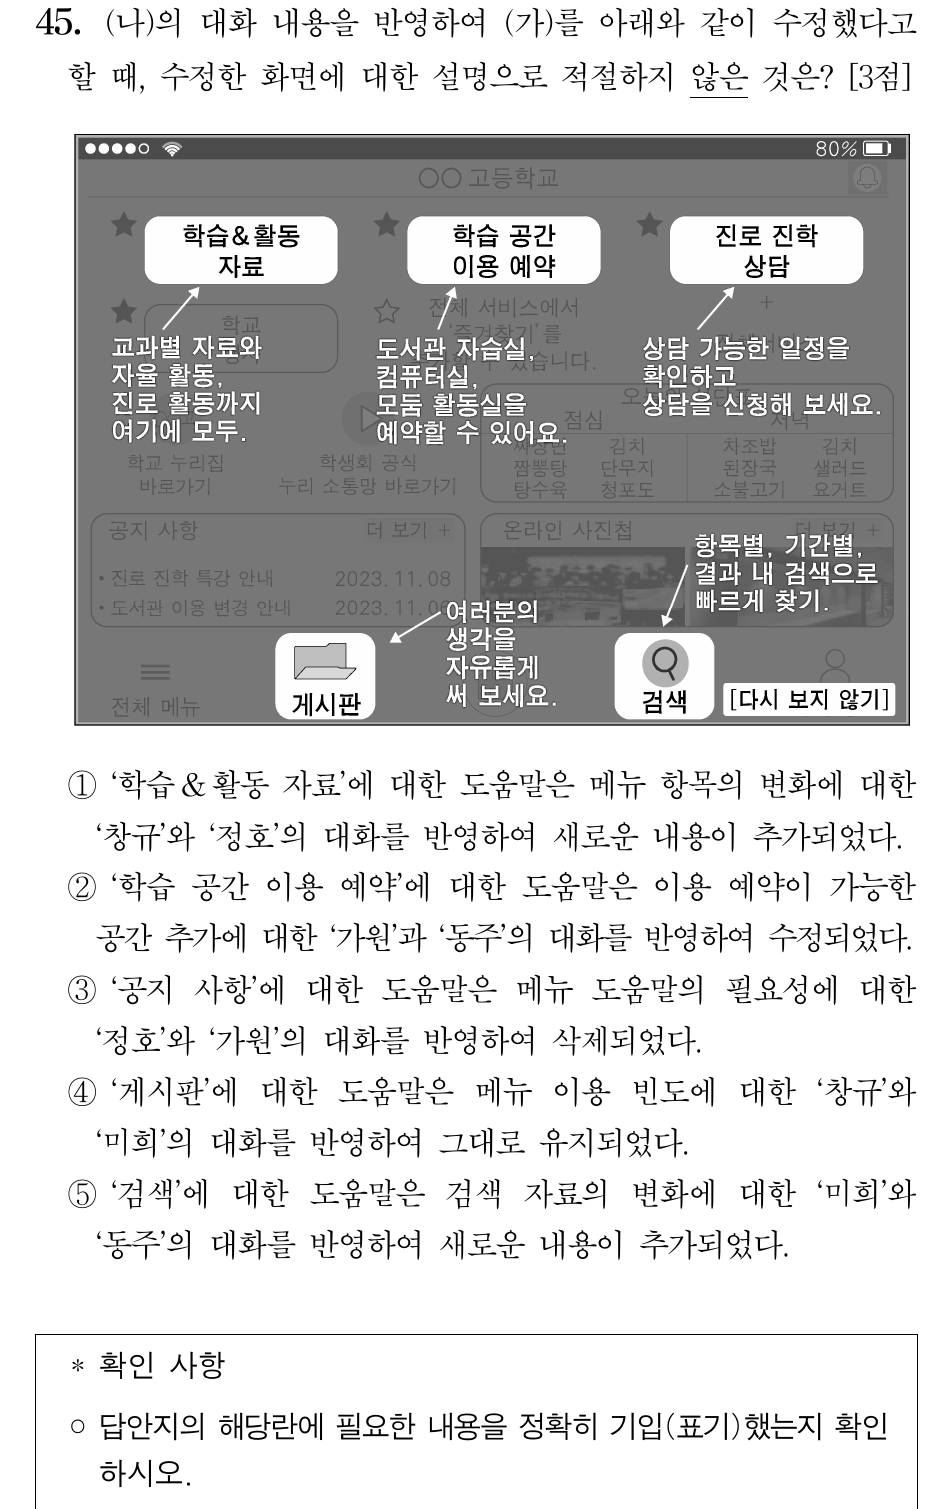 45. (나)의 대화 내용을 반영하여 (가)를 아래와 같이 수정했다고
할 때, 수정한 화면에 대한 설명으로 적절하지 않은 것은? [3점]
80%
○○고등학교
학습&활동
자료
학습 공간
이용 예약
진로 진학
상담
학교
전체 서비스에서
'즐겨찾기'를
수 있습니다.
+
교과별 자료와
자율 활동,
진로 활동까지
여기에 모두.
도서관 자습실,
컴퓨터실,
모둠 활동실을
예약할 수 있어요.
상담 가능한 일정을
확인하고
상담을 신청해 보세요.
점심
저녁
학교 누리집
바로가기
학생회 공식
누리 소통망 바로가기
짜장면 김치 차조밥 김치
짬뽕탕 단무지 된장국 샐러드
탕수육 청포도 소불고기 요거트
공지 사항 더 보기 +
• 진로 진학 특강 안내 2023. 11. 08
• 도서관 이용 변경 안내 2023. 11. 06
온라인 사진첩 더 보기 +
항목별, 기간별,
결과 내 검색으로
빠르게 찾기.
여러분의
생각을
자유롭게
써 보세요.
전체 메뉴
게시판
검색
[다시 보지 않기]
① '학습&활동 자료'에 대한 도움말은 메뉴 항목의 변화에 대한
'창규'와 '정호'의 대화를 반영하여 새로운 내용이 추가되었다.
② '학습 공간 이용 예약'에 대한 도움말은 이용 예약이 가능한
공간 추가에 대한 '가원'과 '동주'의 대화를 반영하여 수정되었다.
③ '공지 사항'에 대한 도움말은 메뉴 도움말의 필요성에 대한
'정호'와 '가원'의 대화를 반영하여 삭제되었다.
④ '게시판'에 대한 도움말은 메뉴 이용 빈도에 대한 '창규'와
'미희'의 대화를 반영하여 그대로 유지되었다.
⑤ '검색'에 대한 도움말은 검색 자료의 변화에 대한 '미희'와
'동주'의 대화를 반영하여 새로운 내용이 추가되었다.
* 확인 사항
○ 답안지의 해당란에 필요한 내용을 정확히 기입(표기)했는지 확인
하시오.